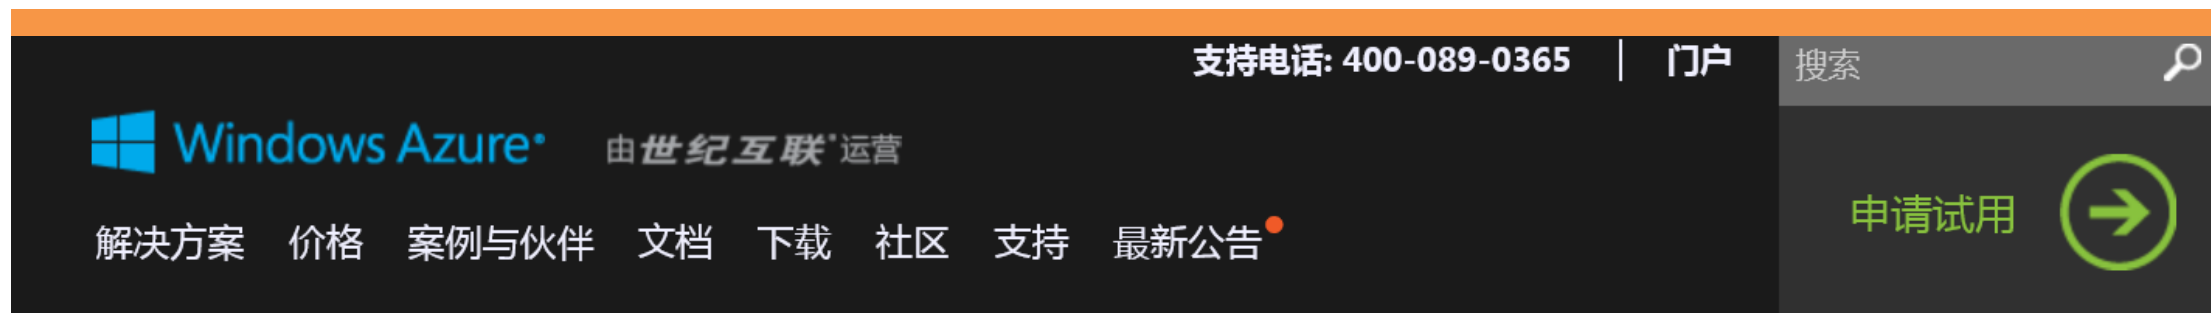 支持电话: 400-089-0365 | 门户 搜索
Windows Azure 由世纪互联运营
申请试用
解决方案 价格 案例与伙伴 文档 下载 社区 支持 最新公告